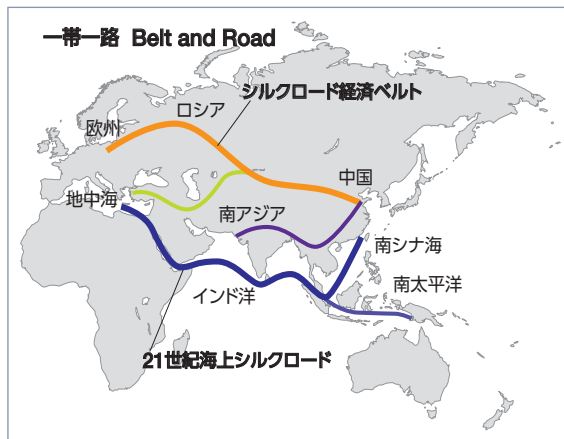 一帯一路 Belt and Road
シルクロード経済ベルト
ロシア
欧州
中国
地中海
南アジア
南シナ海
南太平洋
インド洋
21世紀海上シルクロード